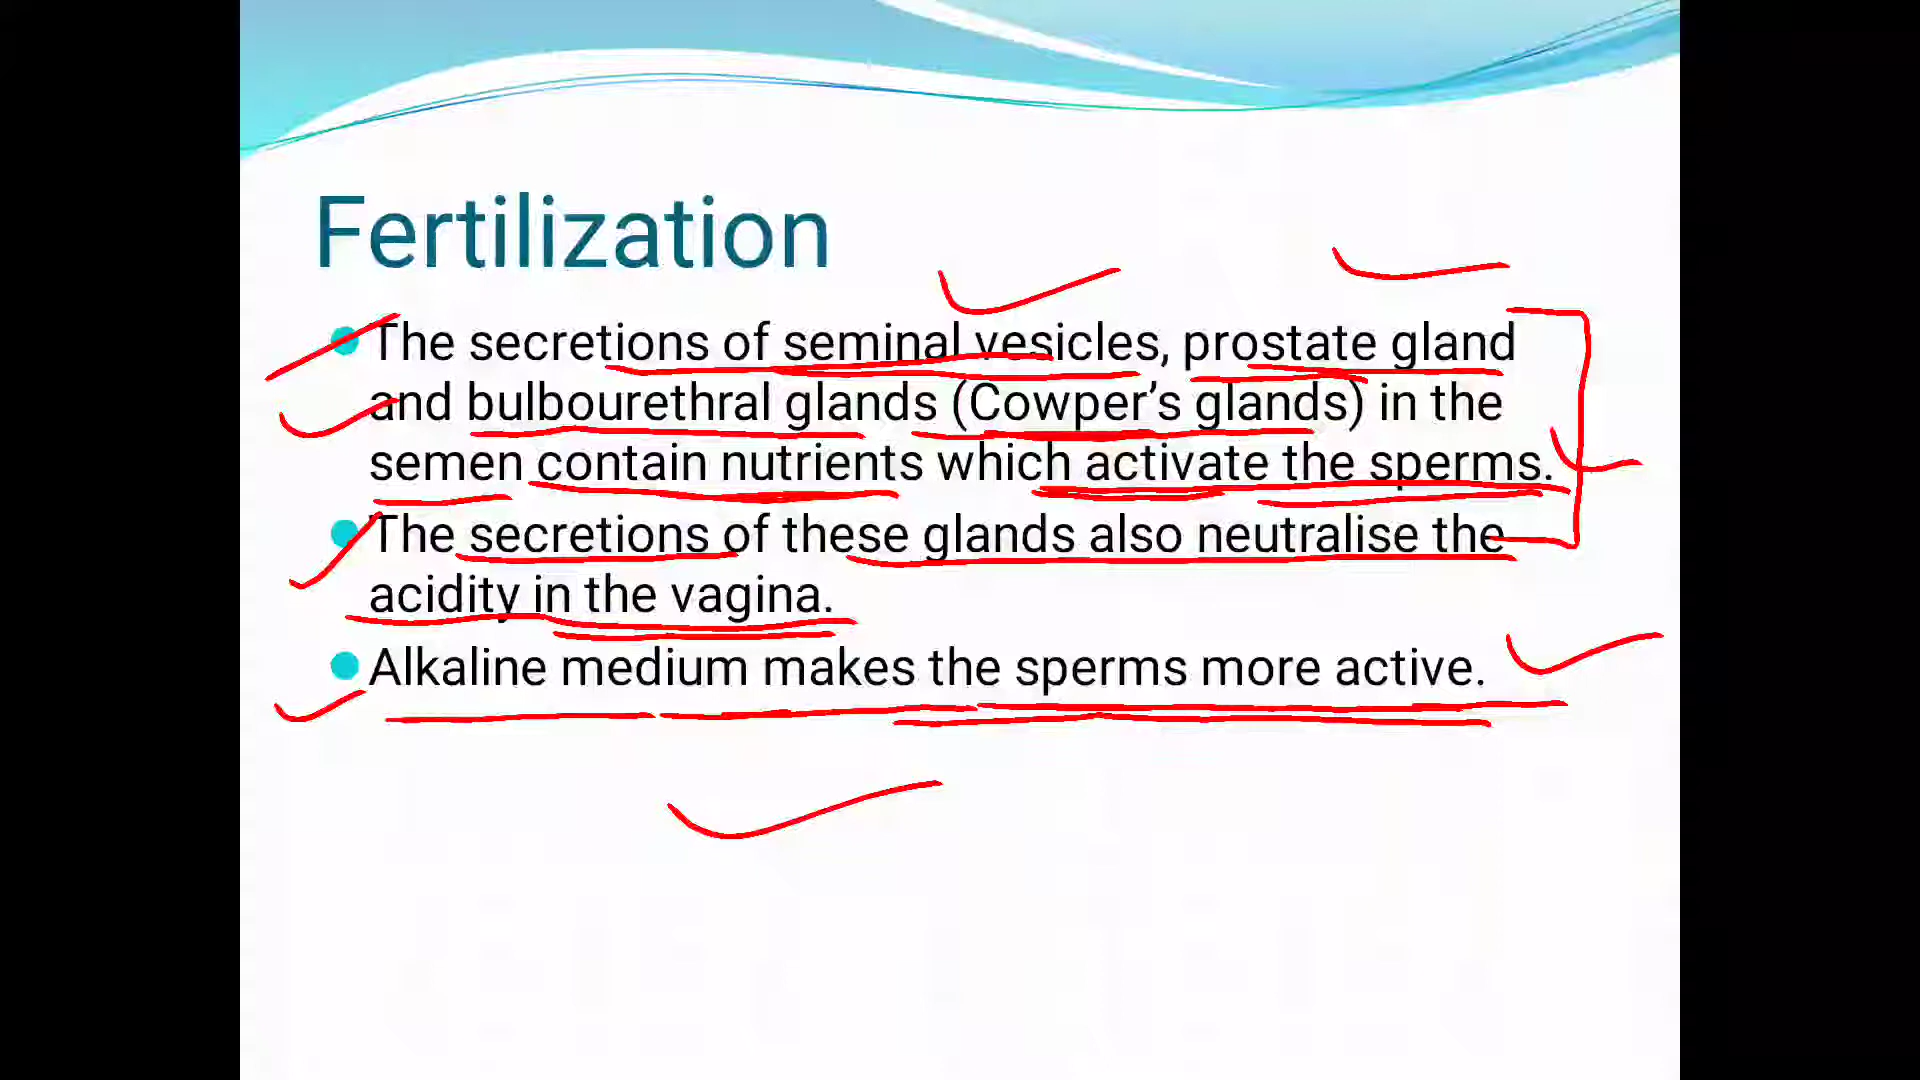 Fertilization
The secretions of seminal vesicles, prostate gland
and bulbourethral glands (Cowper’s glands) in the
semen contain nutrients which activate the sperms.
The secretions of these glands also neutralise the
acidity in the vagina.
Alkaline medium makes the sperms more active.